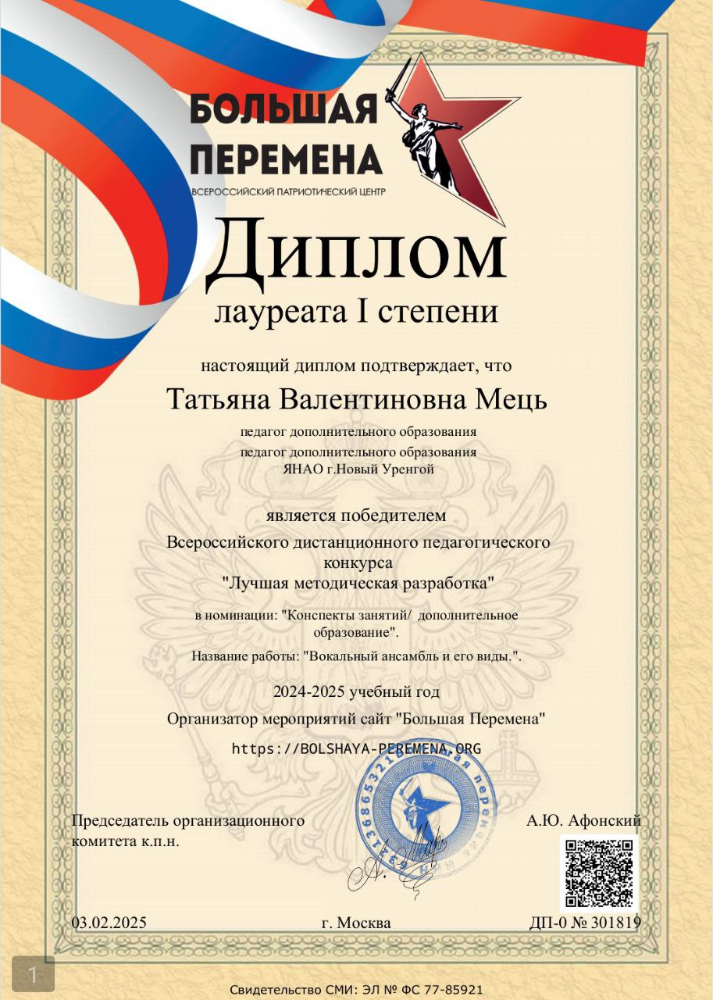 БОЛЬШАЯ
ПЕРЕМЕНА
ВСЕРОССИЙСКИЙ ПАТРИОТИЧЕСКИЙ ЦЕНТР
Диплом
лауреата I степени
настоящий диплом подтверждает, что
Татьяна Валентиновна Мець
педагог дополнительного образования
педагог дополнительного образования
ЯНАО г.Новый Уренгой
является победителем
Всероссийского дистанционного педагогического
конкурса
"Лучшая методическая разработка"
в номинации: "Конспекты занятий/ дополнительное
образование".
Название работы: "Вокальный ансамбль и его виды.".
2024-2025 учебный год
Организатор мероприятий сайт "Большая Перемена"
https://BOLSHAYA-PEREMENA.ORG
Большая перемена
Председатель организационного
комитета к.п.н.
А.Ю. Афонский
03.02.2025
г. Москва
ДП-0 № 301819
1
Свидетельство СМИ: ЭЛ № ФС 77-85921